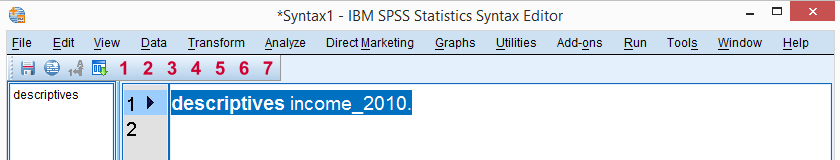 *Syntax1 - IBM SPSS Statistics Syntax Editor
File Edit View Data Transform Analyze Direct Marketing Graphs Utilities Add-ons Run Tools Window Help
1 2 3 4 5 6 7
descriptives
1 descriptives income_2010.
2